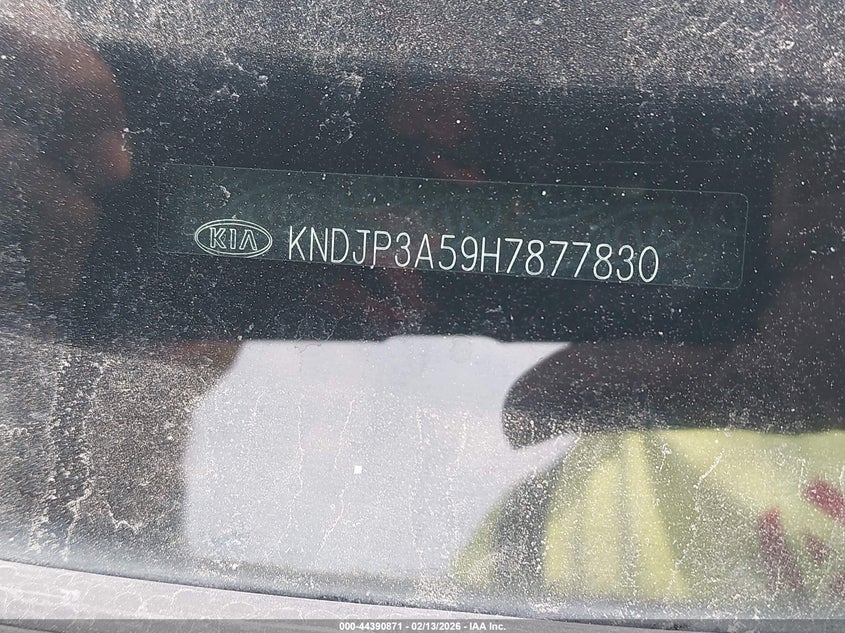 KIA KNDJP3A59H7877830
000-44390871 - 02/13/2026 - IAA Inc.